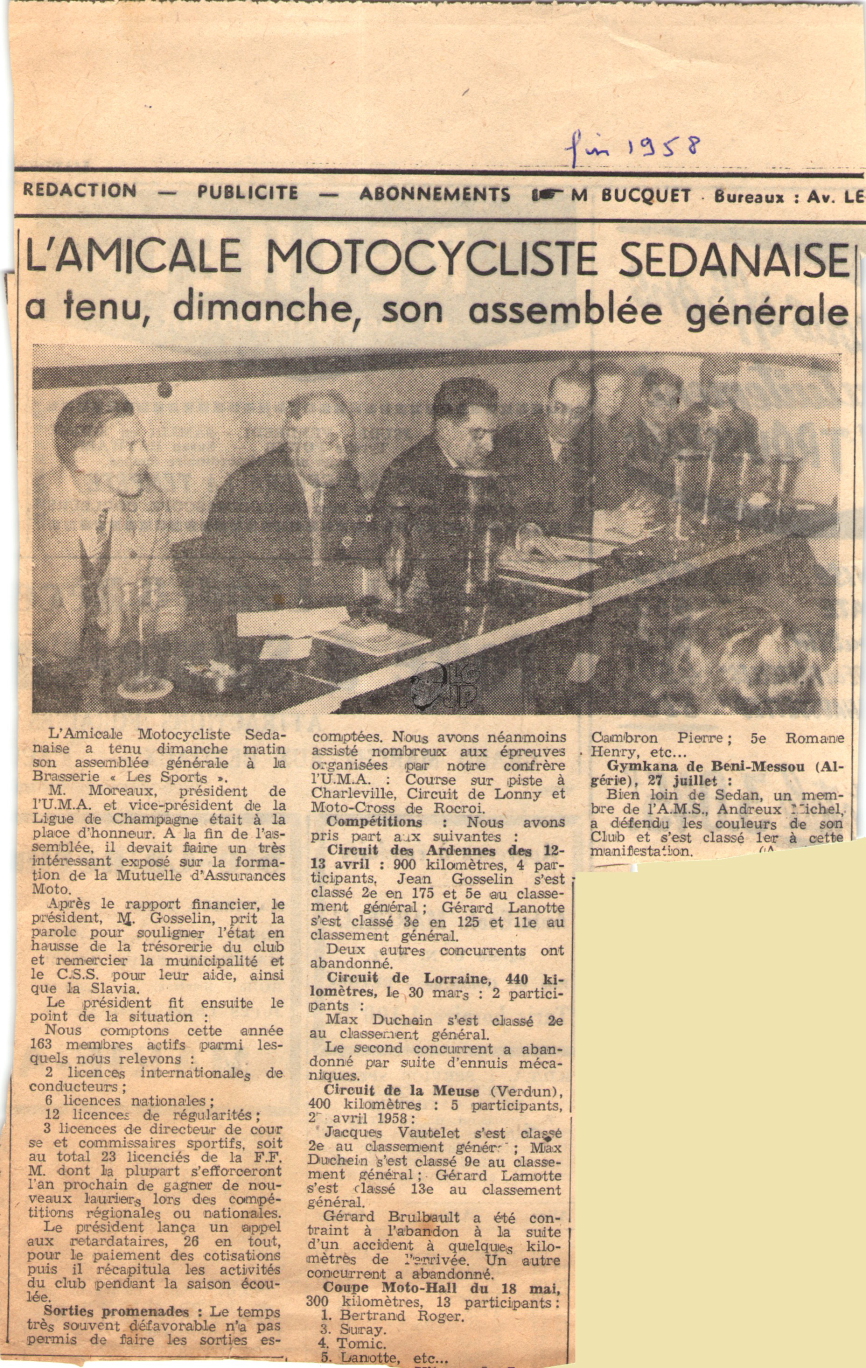 fin 1958
REDACTION — PUBLICITE — ABONNEMENTS ☛ M BUCQUET · Bureaux : Av. LE
L'AMICALE MOTOCYCLISTE SEDANAISE
a tenu, dimanche, son assemblée générale
L'Amicale Motocycliste Seda-
naise a tenu dimanche matin
son assemblée générale à la
Brasserie « Les Sports ».
M. Moreaux, président de
l'U.M.A. et vice-président de la
Ligue de Champagne était à la
place d'honneur. A la fin de l'as-
semblée, il devait faire un très
intéressant exposé sur la forma-
tion de la Mutuelle d'Assurances
Moto.
Après le rapport financier, le
président, M. Gosselin, prit la
parole pour souligner l'état en
hausse de la trésorerie du club
et remercier la municipalité et
le C.S.S. pour leur aide, ainsi
que la Slavia.
Le président fit ensuite le
point de la situation :
Nous comptons cette année
163 membres actifs parmi les-
quels nous relevons :
2 licences internationales de
conducteurs ;
6 licences nationales ;
12 licences de régularités ;
3 licences de directeur de cour
se et commissaires sportifs, soit
au total 23 licenciés de la F.F.
M. dont la plupart s'efforceront
l'an prochain de gagner de nou-
veaux lauriers lors des compé-
titions régionales ou nationales.
Le président lança un appel
aux retardataires, 26 en tout,
pour le paiement des cotisations
puis il récapitula les activités
du club pendant la saison écou-
lée.
Sorties promenades : Le temps
très souvent défavorable n'a pas
permis de faire les sorties es-
comptées. Nous avons néanmoins
assisté nombreux aux épreuves
organisées par notre confrère
l'U.M.A. : Course sur piste à
Charleville, Circuit de Lonny et
Moto-Cross de Rocroi.
Compétitions : Nous avons
pris part aux suivantes :
Circuit des Ardennes des 12-
13 avril : 900 kilomètres, 4 par-
ticipants, Jean Gosselin s'est
classé 2e en 175 et 5e au classe-
ment général ; Gérard Lanotte
s'est classé 3e en 125 et 11e au
classement général.
Deux autres concurrents ont
abandonné.
Circuit de Lorraine, 440 ki-
lomètres, le 30 mars : 2 partici-
pants :
Max Duchein s'est classé 2e
au classement général.
Le second concurrent a aban-
donné par suite d'ennuis méca-
niques.
Circuit de la Meuse (Verdun),
400 kilomètres : 5 participants,
avril 1958 :
Jacques Vautelet s'est classé
2e au classement général ; Max
Duchein s'est classé 9e au classe-
ment général ; Gérard Lamotte
s'est classé 13e au classement
général.
Gérard Brulbault a été con-
traint à l'abandon à la suite
d'un accident à quelques kilo-
mètres de l'arrivée. Un autre
concurrent a abandonné.
Coupe Moto-Hall du 18 mai,
300 kilomètres, 13 participants :
1. Bertrand Roger.
3. Suray.
4. Tomic.
5. Lanotte, etc...
Cambron Pierre ; 5e Romane
Henry, etc...
Gymkana de Beni-Messou (Al-
gérie), 27 juillet :
Bien loin de Sedan, un mem-
bre de l'A.M.S., Andreux Michel,
a défendu les couleurs de son
Club et s'est classé 1er à cette
manifestation.